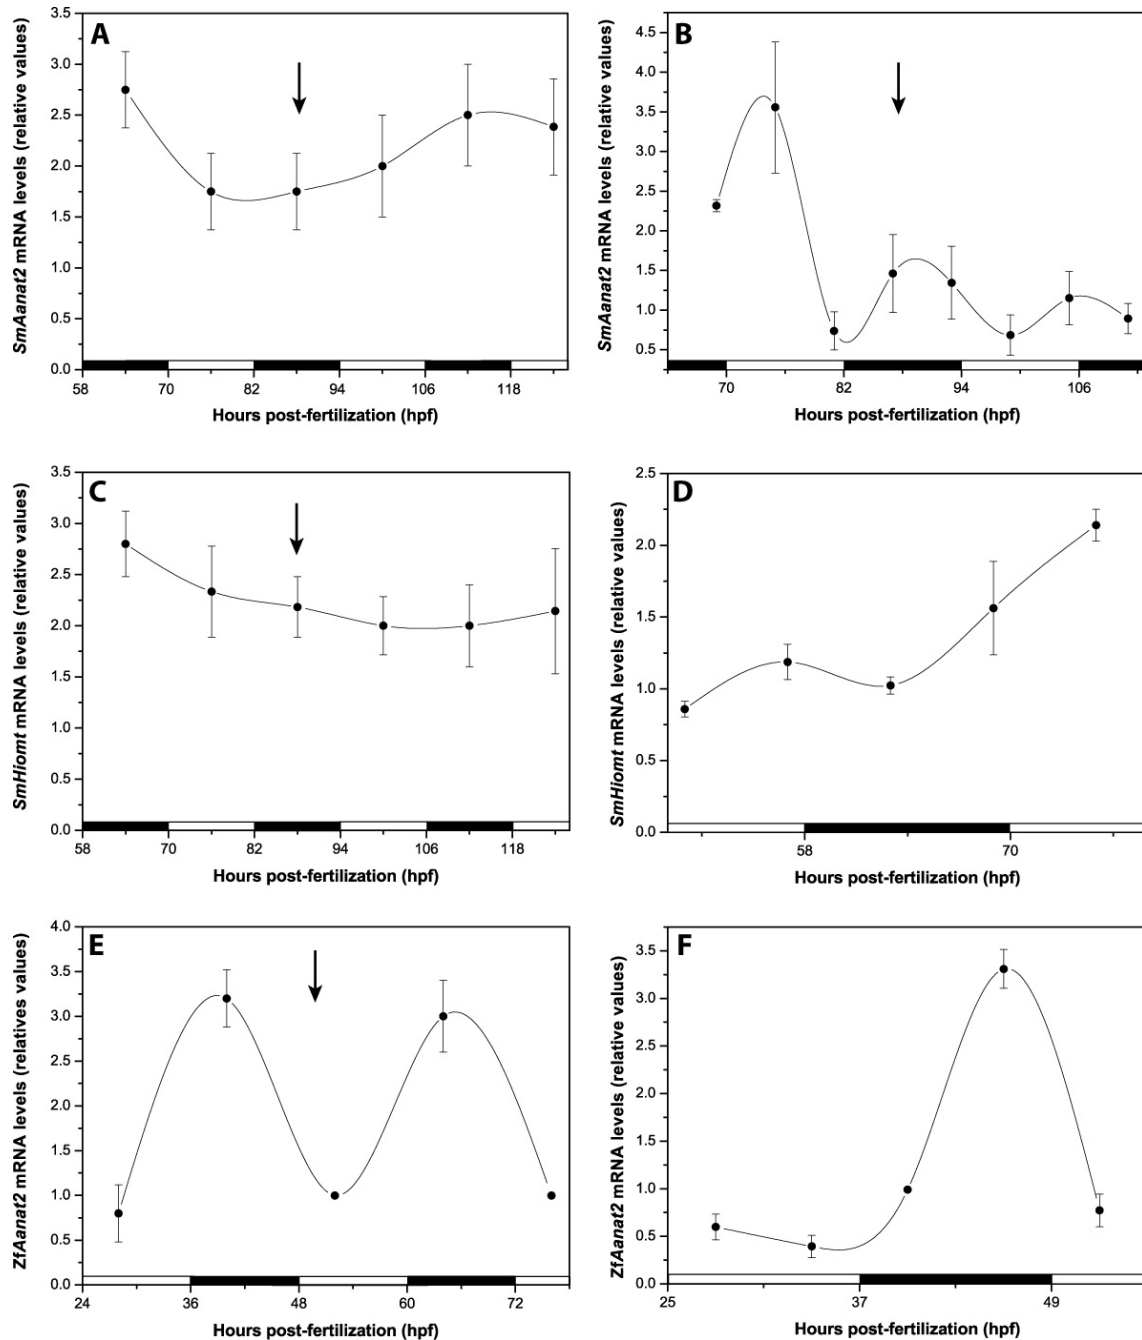 A
SmAanat2 mRNA levels (relative values)
3.5
3.0
2.5
2.0
1.5
1.0
0.5
0.0
58 70 82 94 106 118
Hours post-fertilization (hpf)
B
SmAanat2 mRNA levels (relative values)
4.5
4.0
3.5
3.0
2.5
2.0
1.5
1.0
0.5
70 82 94 106
Hours post-fertilization (hpf)
C
SmHiomt mRNA levels (relative values)
3.5
3.0
2.5
2.0
1.5
1.0
0.5
0.0
58 70 82 94 106 118
Hours post-fertilization (hpf)
D
SmHiomt mRNA levels (relative values)
2.5
2.0
1.5
1.0
0.5
0.0
58 70
Hours post-fertilization (hpf)
E
ZfAanat2 mRNA levels (relatives values)
4.0
3.5
3.0
2.5
2.0
1.5
1.0
0.5
0.0
24 36 48 60 72
Hours post-fertilization (hpf)
F
ZfAanat2 mRNA levels (relative values)
3.5
3.0
2.5
2.0
1.5
1.0
0.5
0.0
25 37 49
Hours post-fertilization (hpf)